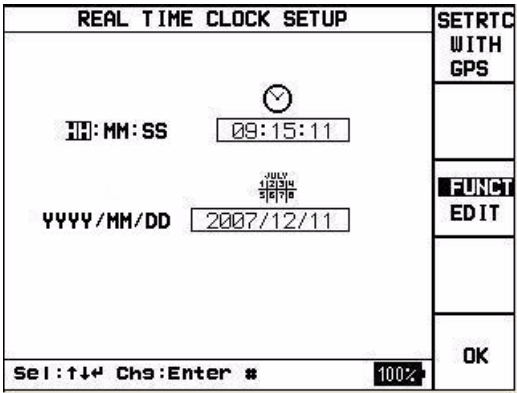 REAL TIME CLOCK SETUP
SETRTC
WITH
GPS
HH:MM:SS
09:15:11
JULY
1 2 3 4
5 6 7 8
YYYY/MM/DD
2007/12/11
FUNCT
EDIT
OK
Sel:↑↓↵ Chg:Enter #
100%